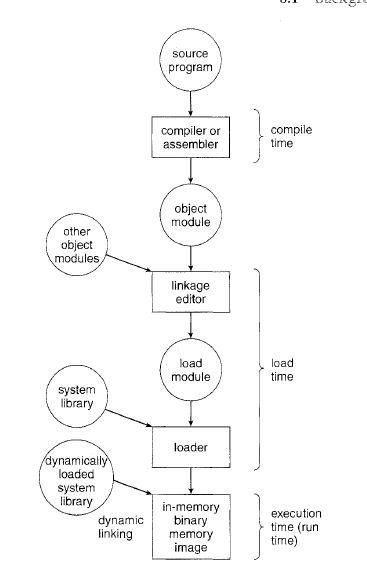 source
program
compiler or
assembler
compile
time
object
module
other
object
modules
linkage
editor
load
module
load
time
system
library
loader
dynamically
loaded
system
library
dynamic
linking
in-memory
binary
memory
image
execution
time (run
time)